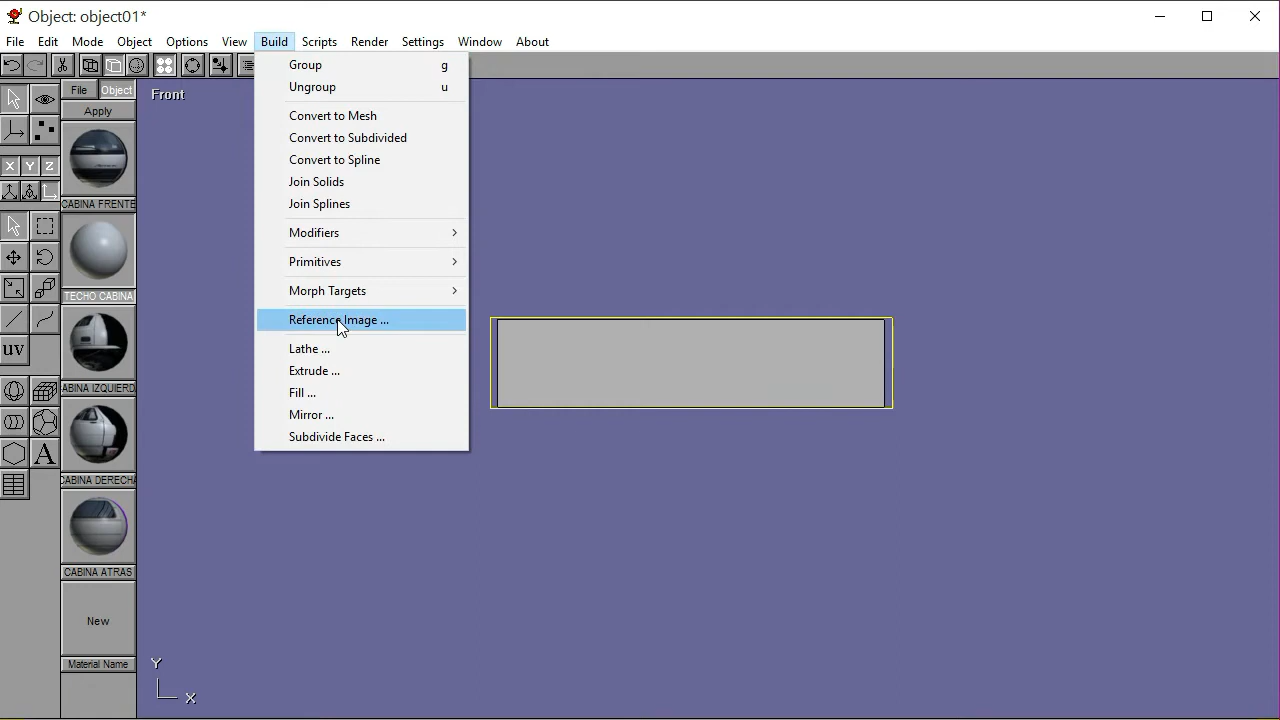 Object: object01*
File Edit Mode Object Options View Build Scripts Render Settings Window About
File Object
Apply
CABINA FRENTE
TECHO CABINA
ABINA IZQUIERD
CABINA DERECHA
CABINA ATRAS
New
Material Name
X Y Z
uv
A
Group g
Ungroup u
Convert to Mesh
Convert to Subdivided
Convert to Spline
Join Solids
Join Splines
Modifiers
Primitives
Morph Targets
Reference Image ...
Lathe ...
Extrude ...
Fill ...
Mirror ...
Subdivide Faces ...
Front
Y
X